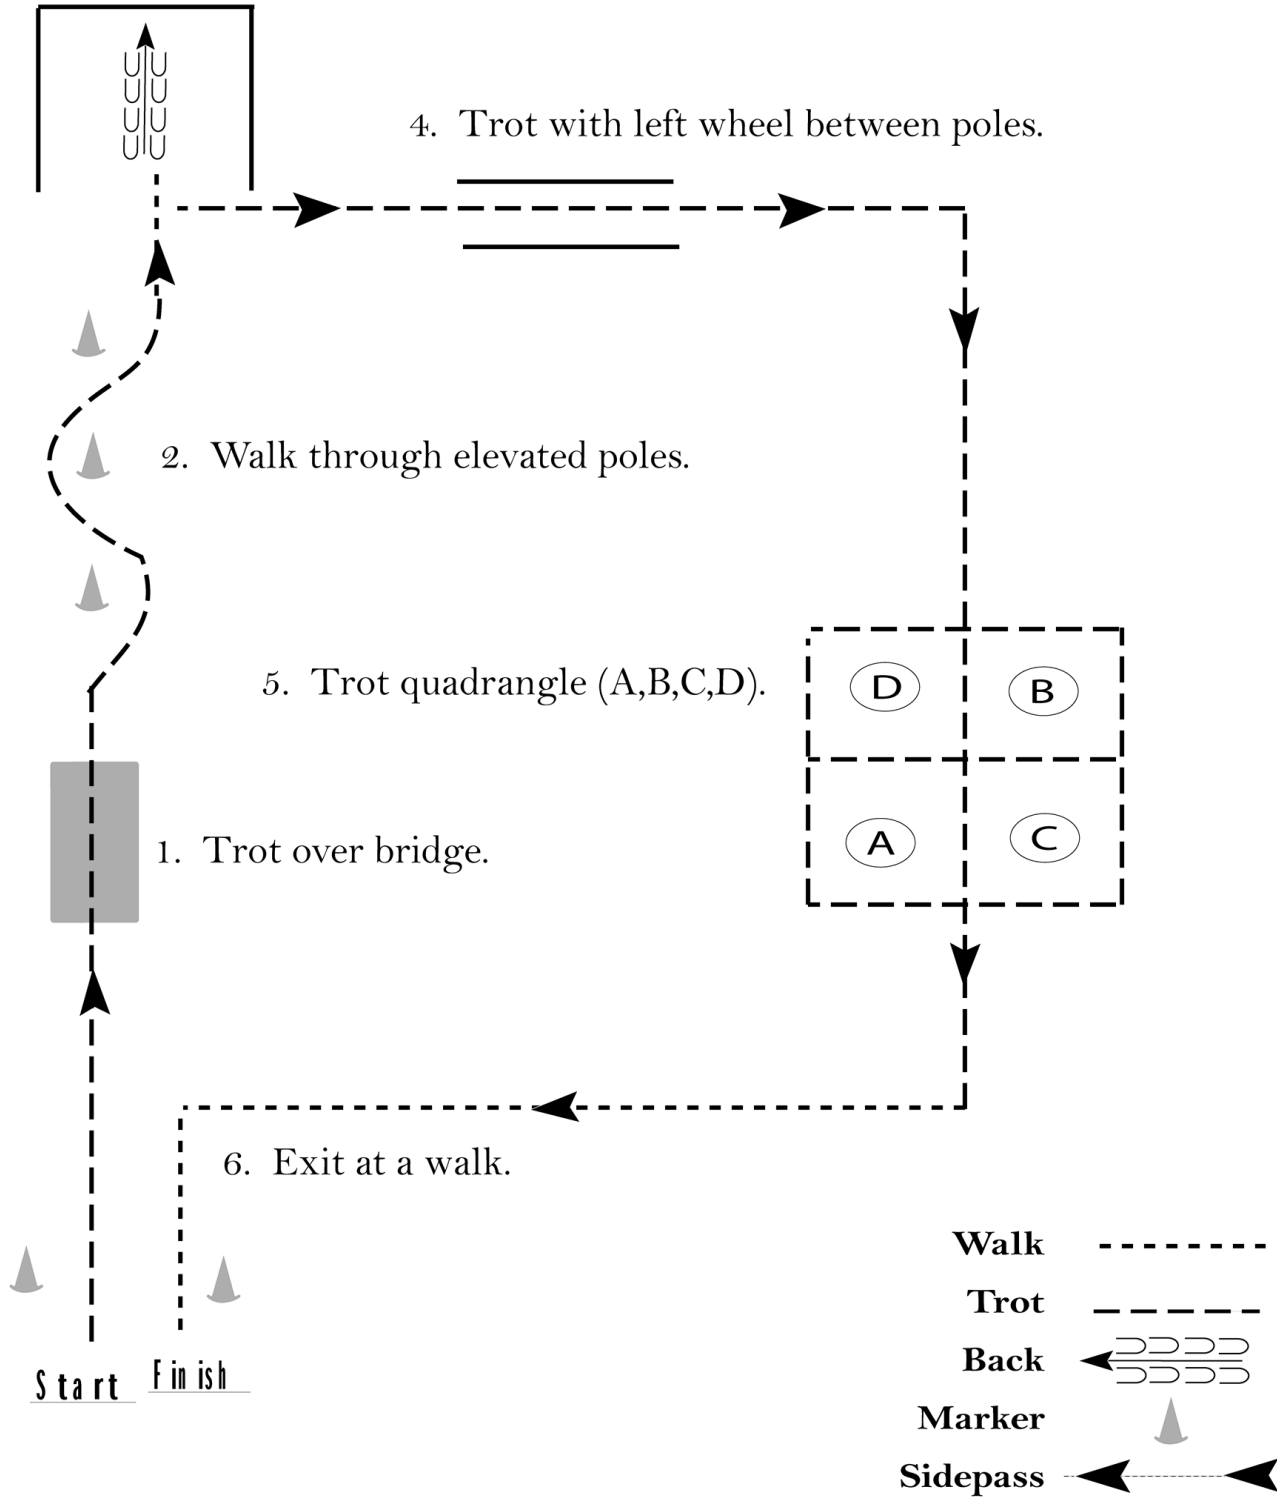 4. Trot with left wheel between poles.
2. Walk through elevated poles.
5. Trot quadrangle (A,B,C,D).
D
B
A
C
1. Trot over bridge.
6. Exit at a walk.
Start
Finish
Walk
Trot
Back
Marker
Sidepass